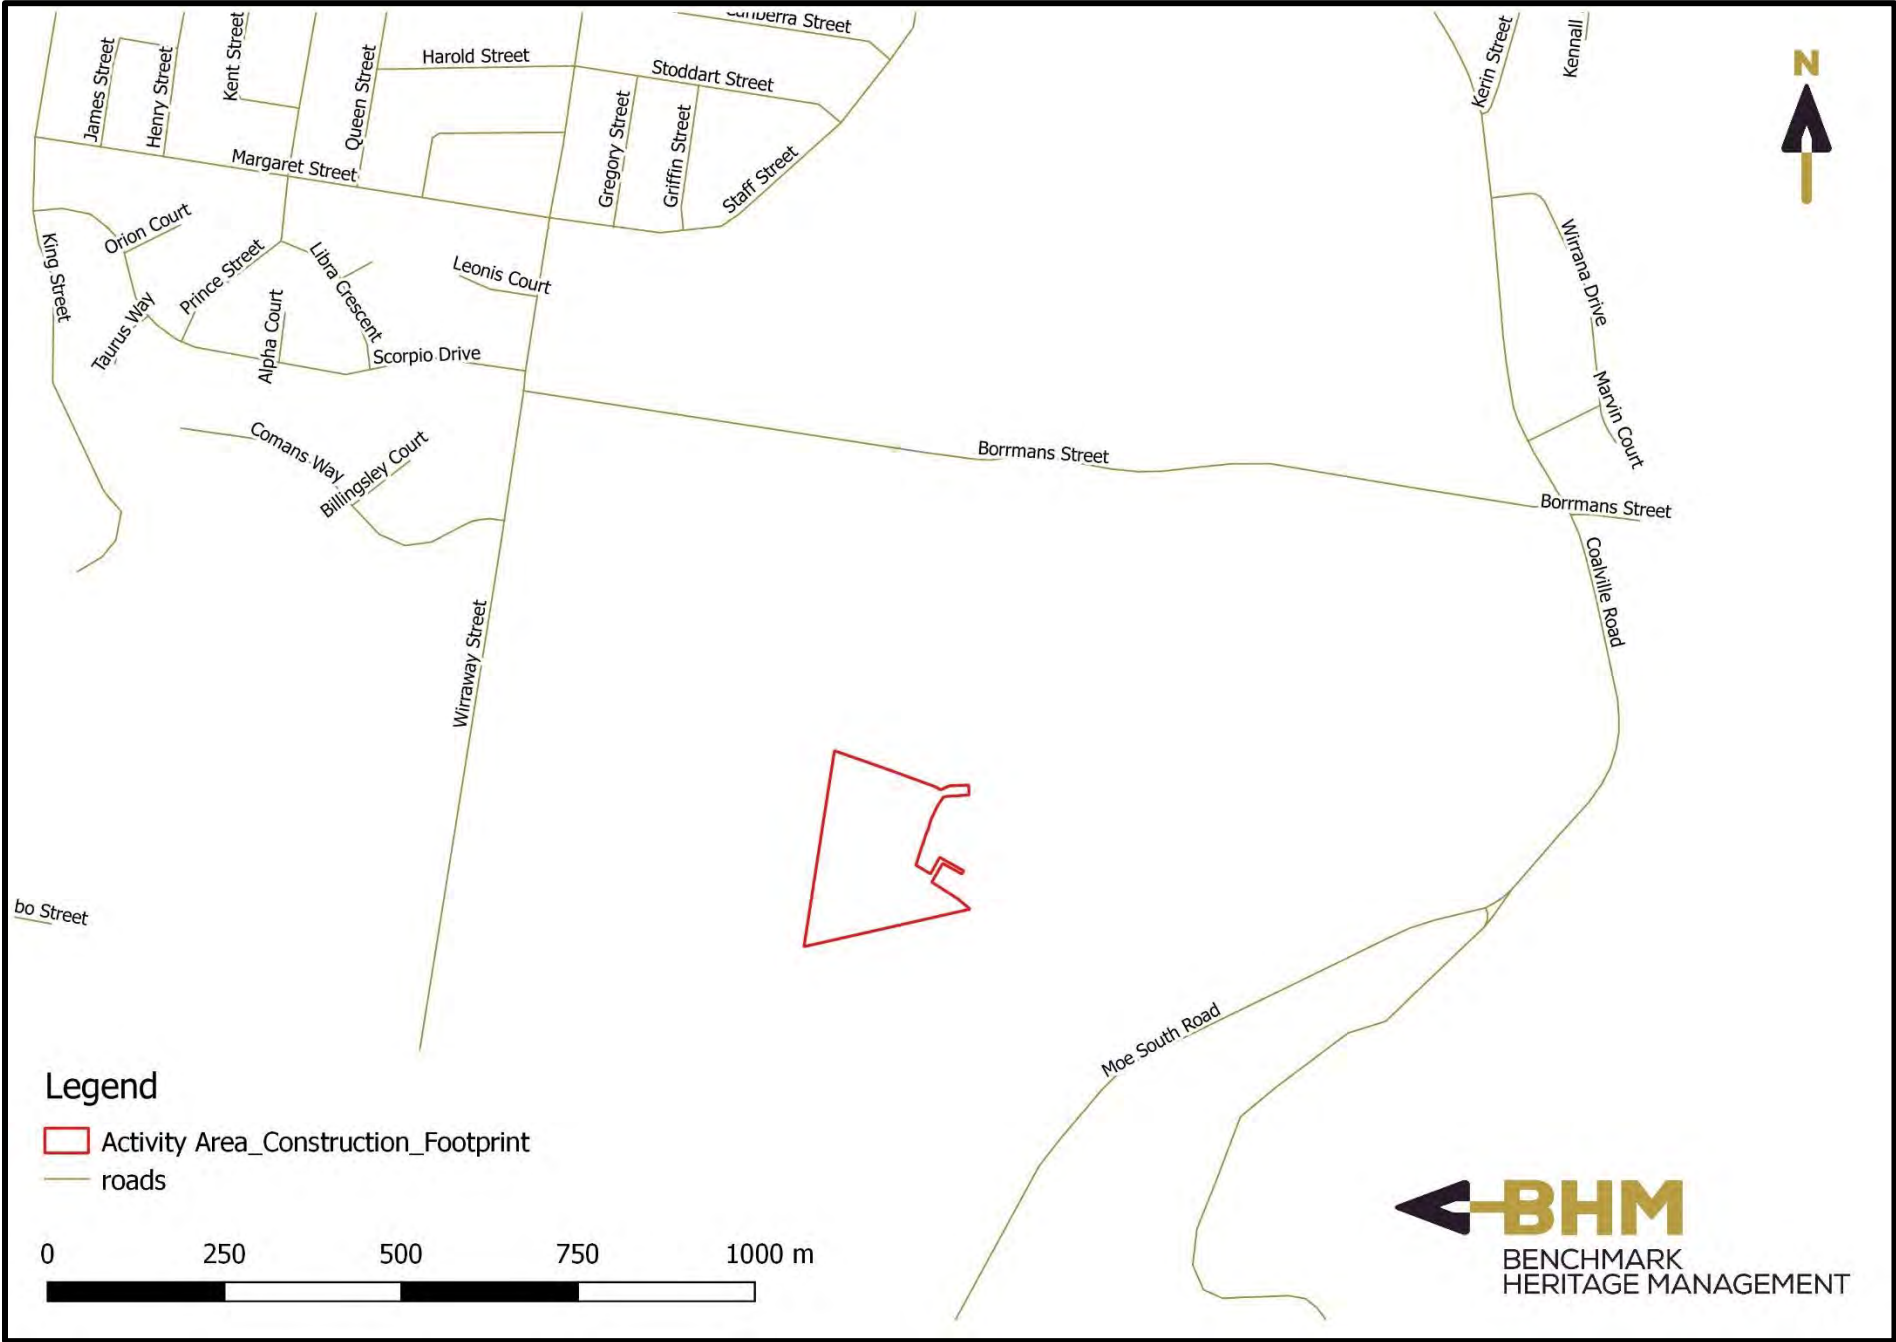 Canberra Street
Kerin Street
Kennall
James Street
Henry Street
Kent Street
Queen Street
Harold Street
Stoddart Street
N
Gregory Street
Griffin Street
Staff Street
Margaret Street
Orion Court
King Street
Prince Street
Libra Crescent
Leonis Court
Wirrana Drive
Taurus Way
Alpha Court
Scorpio Drive
Marvin Court
Comans Way
Billingsley Court
Borrmans Street
Borrmans Street
Coalville Road
Wirraway Street
bo Street
Moe South Road
Legend
Activity Area_Construction_Footprint
roads
0 250 500 750 1000 m
BHM
BENCHMARK
HERITAGE MANAGEMENT